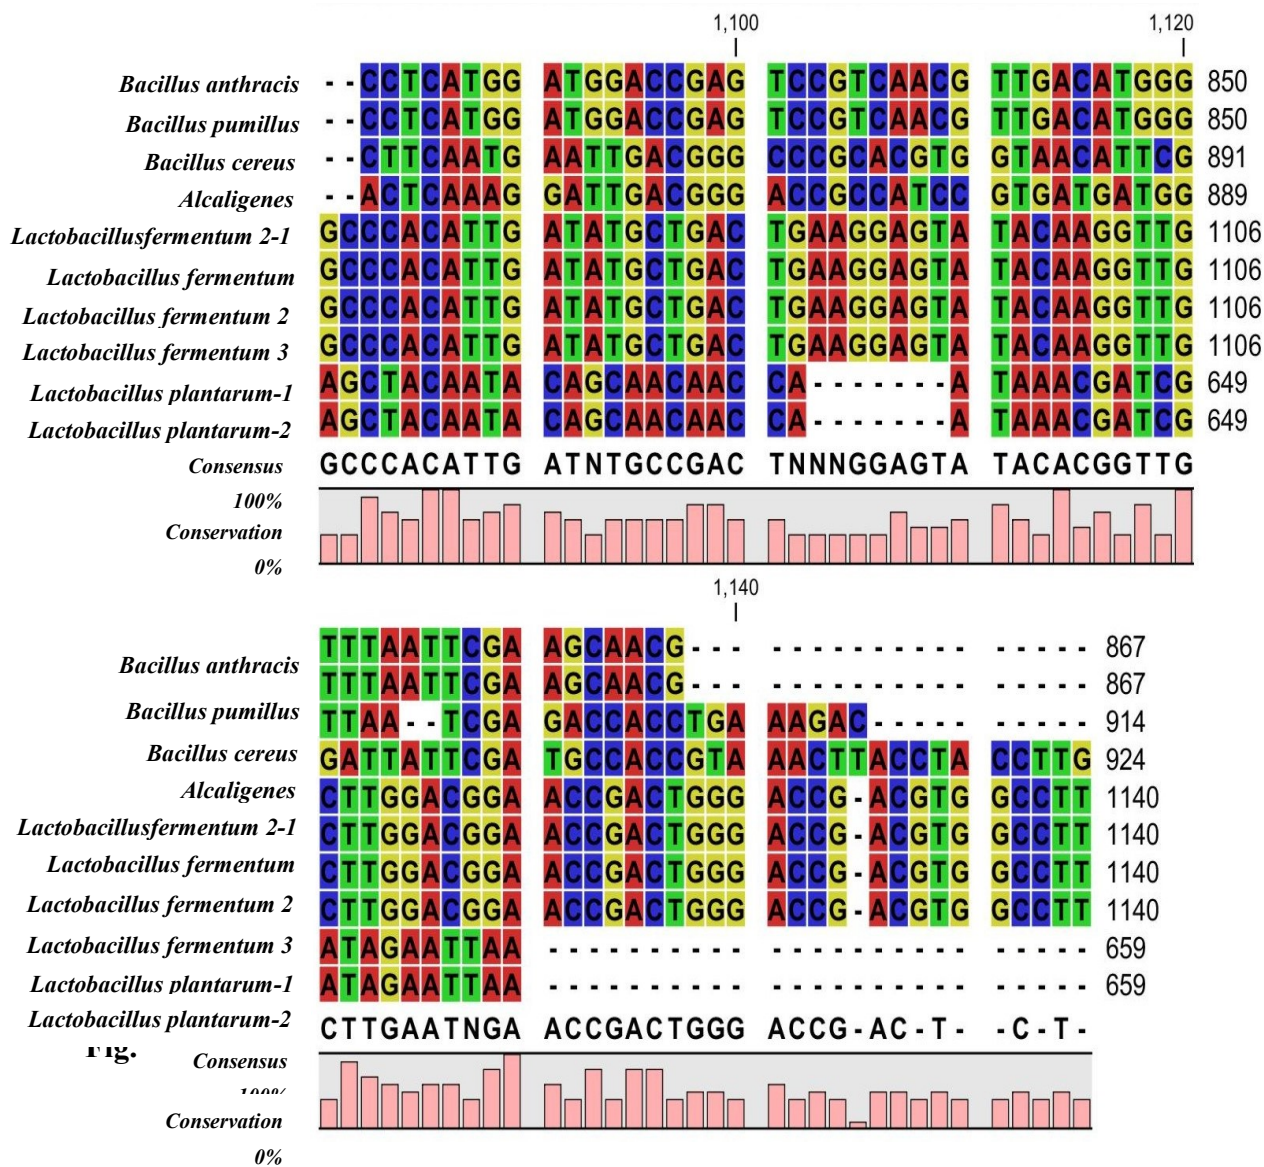 1,100 1,120
Bacillus anthracis - - CCTCATGG ATGGACCGAG TCCGTCAACG TTGACATGGG 850
Bacillus pumillus - - CCTCATGG ATGGACCGAG TCCGTCAACG TTGACATGGG 850
Bacillus cereus - - CTTCAATG AATTGACGGG CCCGCACGTG GTAACATTCG 891
Alcaligenes - - ACTCAAAG GATTGACGGG ACCGCCATCC GTGATGATGG 889
Lactobacillusfermentum 2-1 GCCCACATTG ATATGCTGAC TGAAGGAGTA TACAAGGTTG 1106
Lactobacillus fermentum GCCCACATTG ATATGCTGAC TGAAGGAGTA TACAAGGTTG 1106
Lactobacillus fermentum 2 GCCCACATTG ATATGCTGAC TGAAGGAGTA TACAAGGTTG 1106
Lactobacillus fermentum 3 GCCCACATTG ATATGCTGAC TGAAGGAGTA TACAAGGTTG 1106
Lactobacillus plantarum-1 AGCTACAATA CAGCAACAAC CA - - - - - - - A TAAACGATCG 649
Lactobacillus plantarum-2 AGCTACAATA CAGCAACAAC CA - - - - - - - A TAAACGATCG 649
Consensus GCCCACATTG ATNTGCCGAC TNNNGGAGTA TACACGGTTG
100%
Conservation
0%
1,140
Bacillus anthracis TTTAATTCGA AGCAACG - - - - - - - - - - - - - - - - - - 867
TTTAATTCGA AGCAACG - - - - - - - - - - - - - - - - - - 867
Bacillus pumillus TTAA - - TCGA GACCACCTGA AAGAC - - - - - - - - - - 914
Bacillus cereus GATTATTCGA TGCCACCGTA AACTTACCTA CCTTG 924
Alcaligenes CTTGGACGGA ACCGACTGGG ACCG - ACGTG GCCTT 1140
Lactobacillusfermentum 2-1 CTTGGACGGA ACCGACTGGG ACCG - ACGTG GCCTT 1140
Lactobacillus fermentum CTTGGACGGA ACCGACTGGG ACCG - ACGTG GCCTT 1140
Lactobacillus fermentum 2 CTTGGACGGA ACCGACTGGG ACCG - ACGTG GCCTT 1140
Lactobacillus fermentum 3 ATAGAATTAA - - - - - - - - - - - - - - - - - - - - - - - - - 659
Lactobacillus plantarum-1 ATAGAATTAA - - - - - - - - - - - - - - - - - - - - - - - - - 659
Lactobacillus plantarum-2 CTTGAATNGA ACCGACTGGG ACCG - AC - T - - C - T -
Fig. Consensus
100%
Conservation
0%